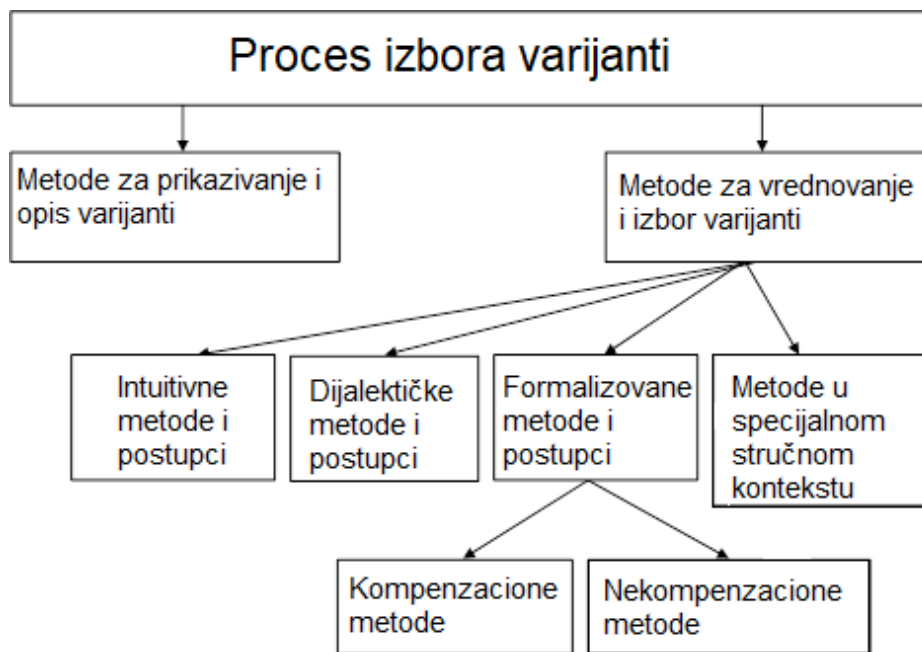 Proces izbora varijanti
Metode za prikazivanje i
opis varijanti
Metode za vrednovanje
i izbor varijanti
Intuitivne
metode i
postupci
Dijalektičke
metode i
postupci
Formalizovane
metode i
postupci
Metode u
specijalnom
stručnom
kontekstu
Kompenzacione
metode
Nekompenzacione
metode